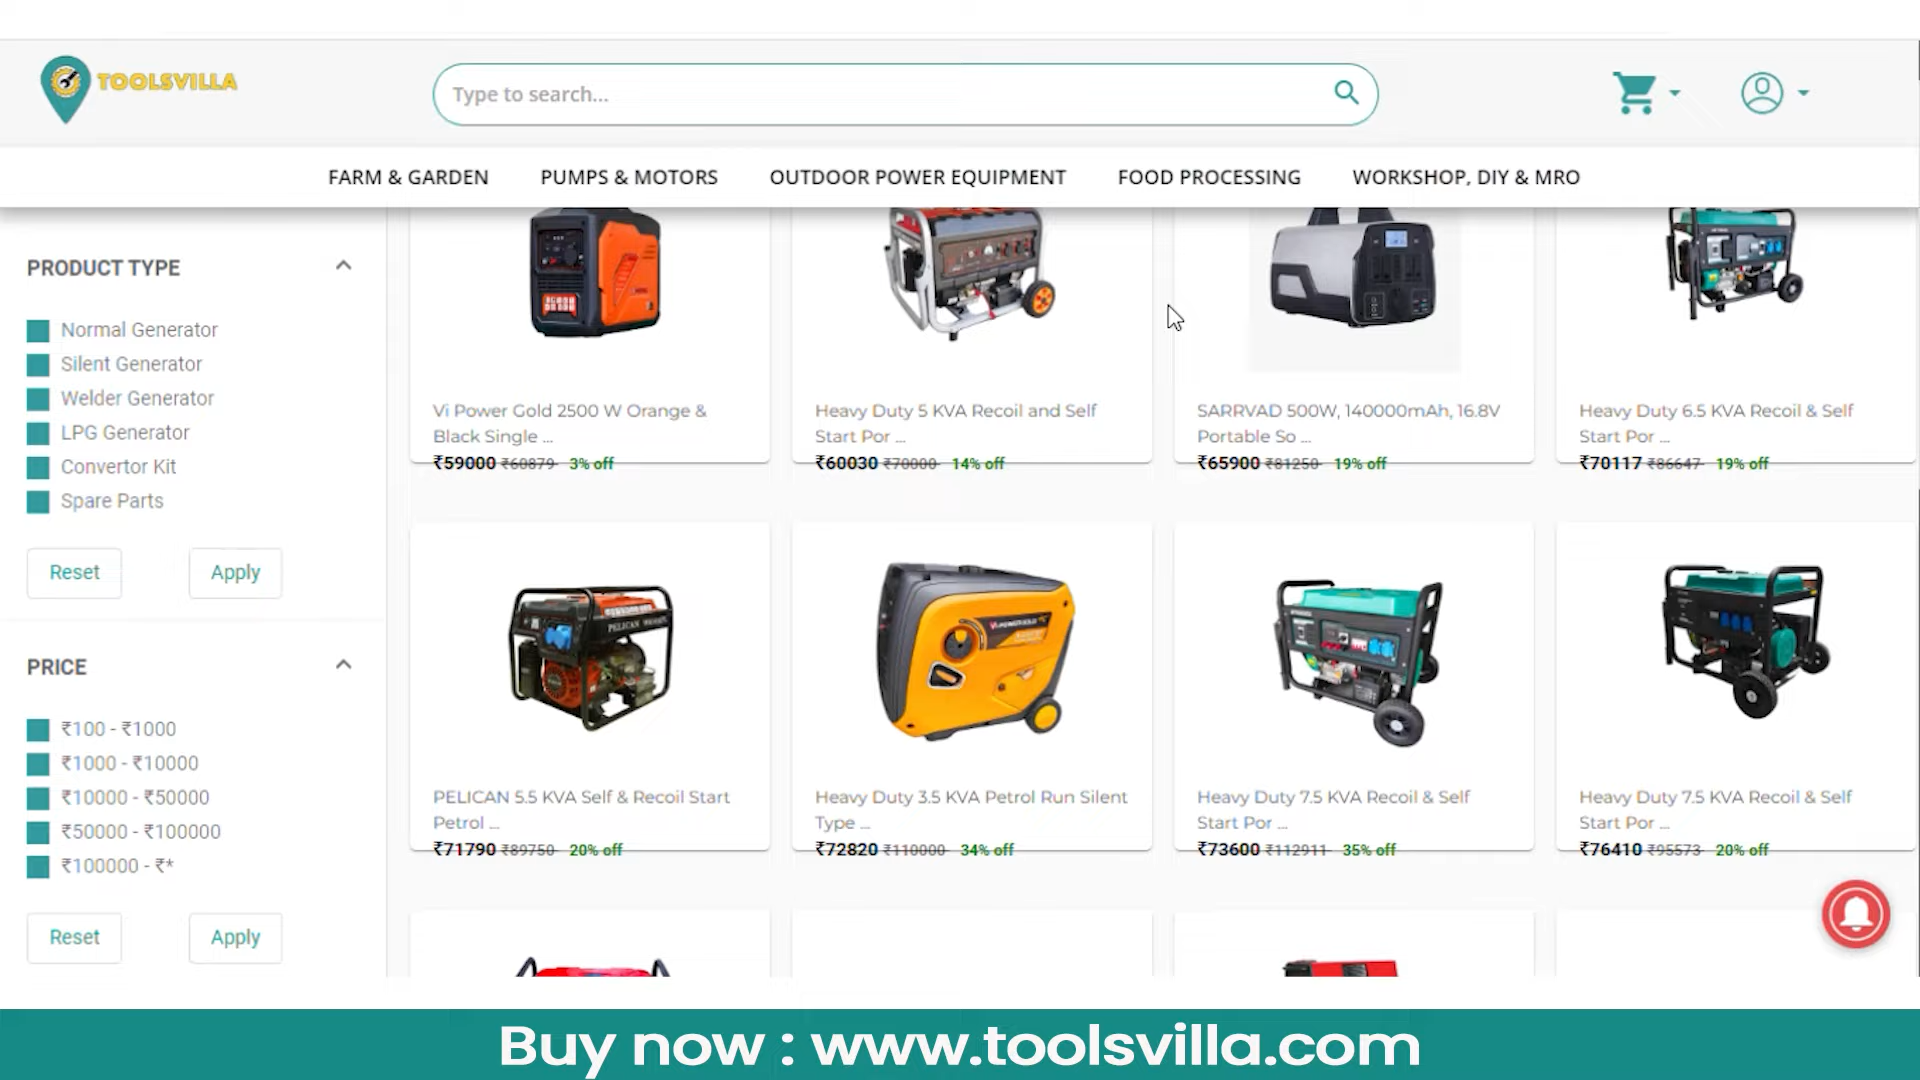 TOOLSVILLA
Type to search...
FARM & GARDEN
PUMPS & MOTORS
OUTDOOR POWER EQUIPMENT
FOOD PROCESSING
WORKSHOP, DIY & MRO
PRODUCT TYPE
Normal Generator
Silent Generator
Welder Generator
LPG Generator
Convertor Kit
Spare Parts
Reset
Apply
PRICE
₹100 - ₹1000
₹1000 - ₹10000
₹10000 - ₹50000
₹50000 - ₹100000
₹100000 - ₹*
Reset
Apply
Vi Power Gold 2500 W Orange &
Black Single ...
₹59000 ₹60879 3% off
Heavy Duty 5 KVA Recoil and Self
Start Por ...
₹60030 ₹70000 14% off
SARRVAD 500W, 140000mAh, 16.8V
Portable So ...
₹65900 ₹81250 19% off
Heavy Duty 6.5 KVA Recoil & Self
Start Por ...
₹70117 ₹86647 19% off
PELICAN
PELICAN 5.5 KVA Self & Recoil Start
Petrol ...
₹71790 ₹89750 20% off
Heavy Duty 3.5 KVA Petrol Run Silent
Type ...
₹72820 ₹110000 34% off
Heavy Duty 7.5 KVA Recoil & Self
Start Por ...
₹73600 ₹112911 35% off
Heavy Duty 7.5 KVA Recoil & Self
Start Por ...
₹76410 ₹95573 20% off
Buy now : www.toolsvilla.com